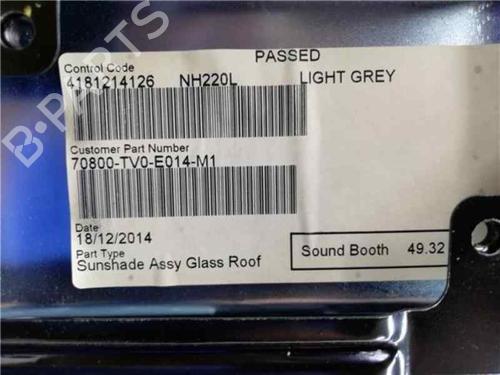 PASSED
Control Code
4181214126 NH220L LIGHT GREY
Customer Part Number
70800-TV0-E014-M1
Date
18/12/2014
Part Type
Sunshade Assy Glass Roof
Sound Booth 49.32
B-PARTS